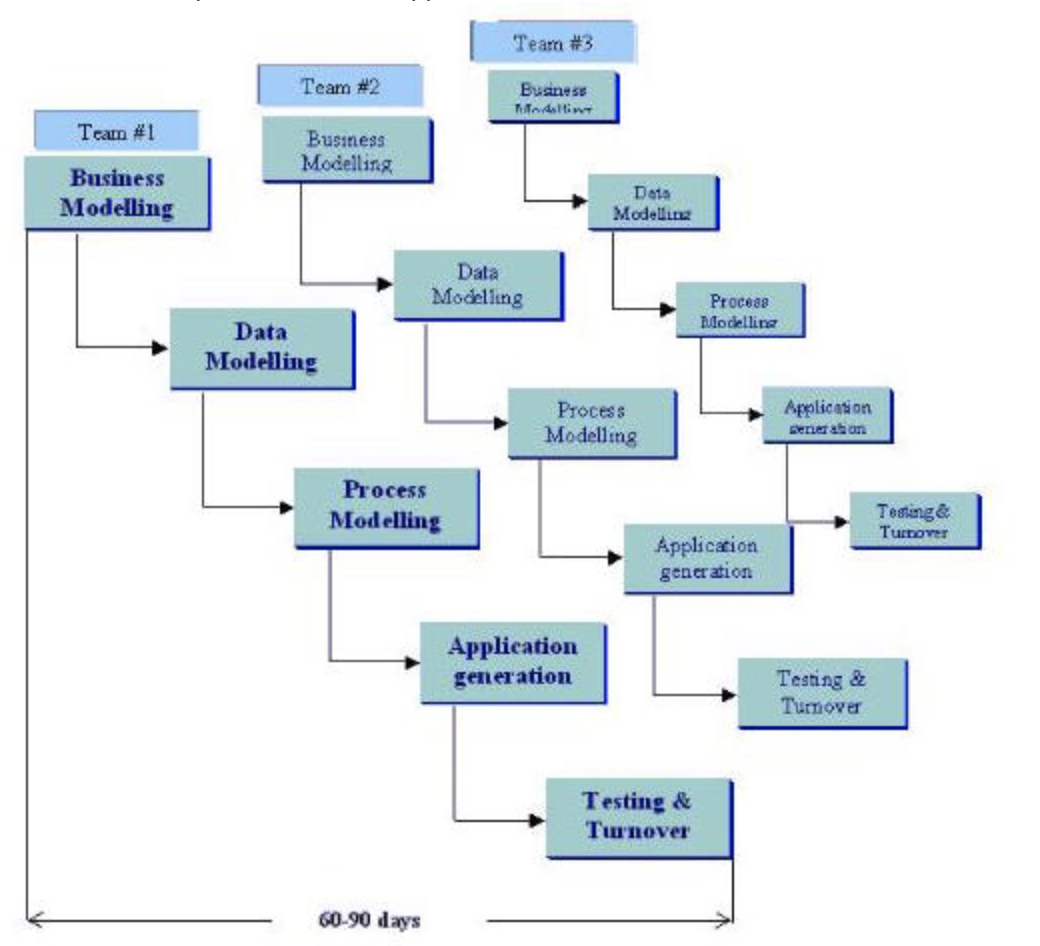 Team #3
Business
Modelling
Team #2
Business
Modelling
Team #1
Business
Modelling
Data
Modelling
Data
Modelling
Data
Modelling
Process
Modelling
Process
Modelling
Process
Modelling
Application
generation
Application
generation
Application
generation
Testing &
Turnover
Testing &
Turnover
Testing &
Turnover
60-90 days